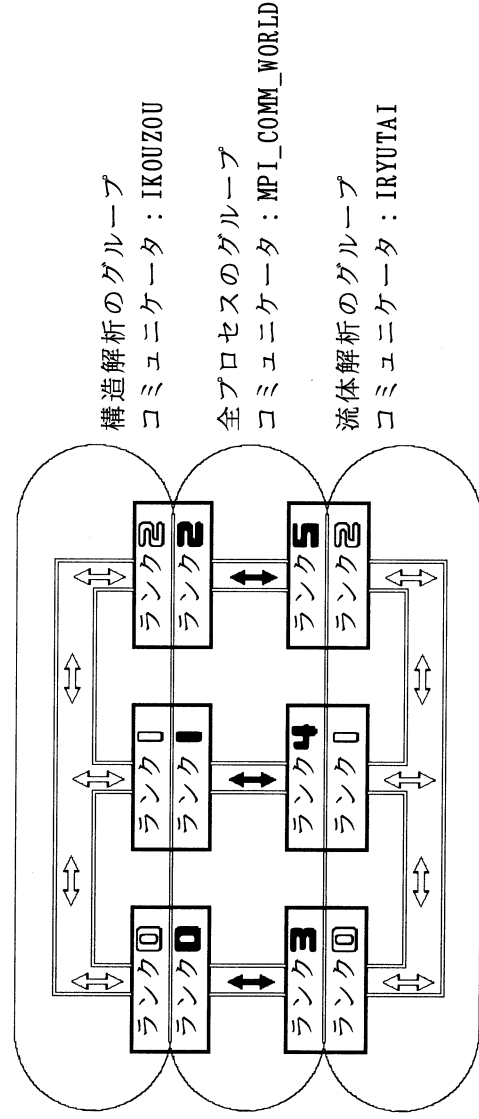 構造解析のグループ
コミュニケータ：IKOUZOU
全プロセスのグループ
コミュニケータ：MPI_COMM_WORLD
流体解析のグループ
コミュニケータ：IRYUTAI
ランク0
ランク0
ランク1
ランク1
ランク2
ランク2
ランク3
ランク0
ランク4
ランク1
ランク5
ランク2